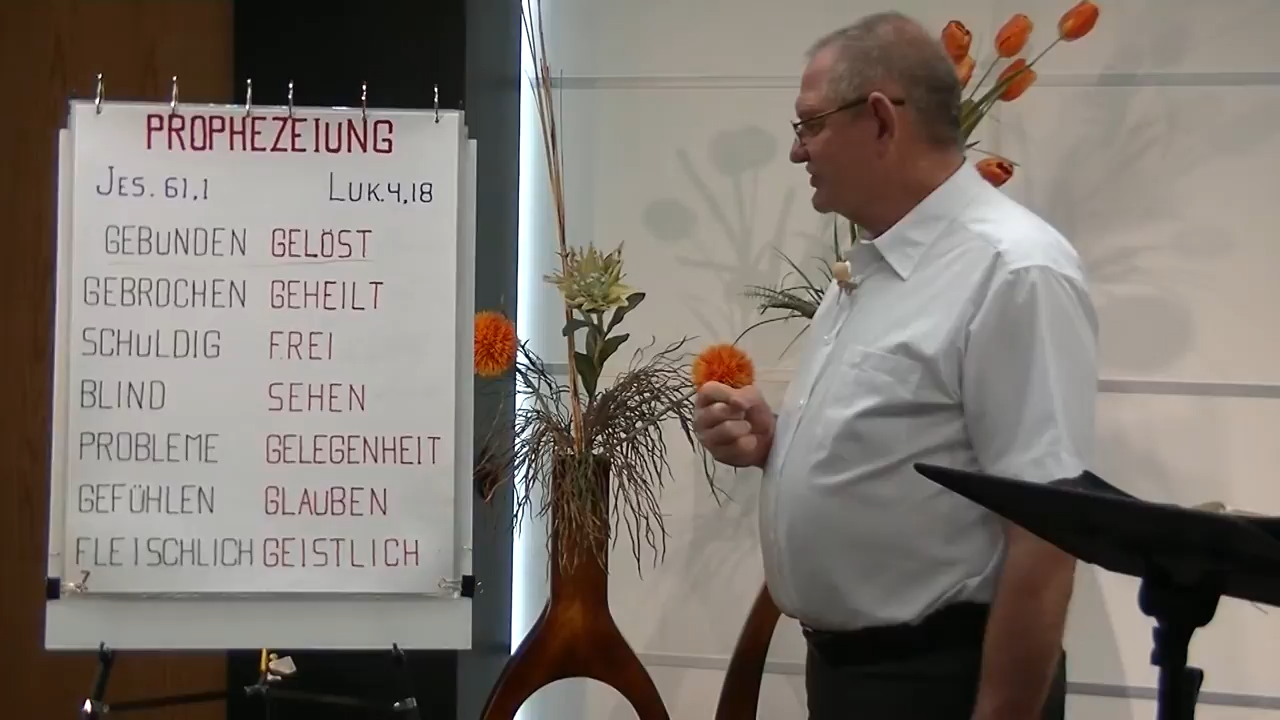 PROPHEZEIUNG
JES. 61,1 LUK.4,18
GEBUNDEN GELÖST
GEBROCHEN GEHEILT
SCHULDIG FREI
BLIND SEHEN
PROBLEME GELEGENHEIT
GEFÜHLEN GLAUBEN
FLEISCHLICH GEISTLICH
7